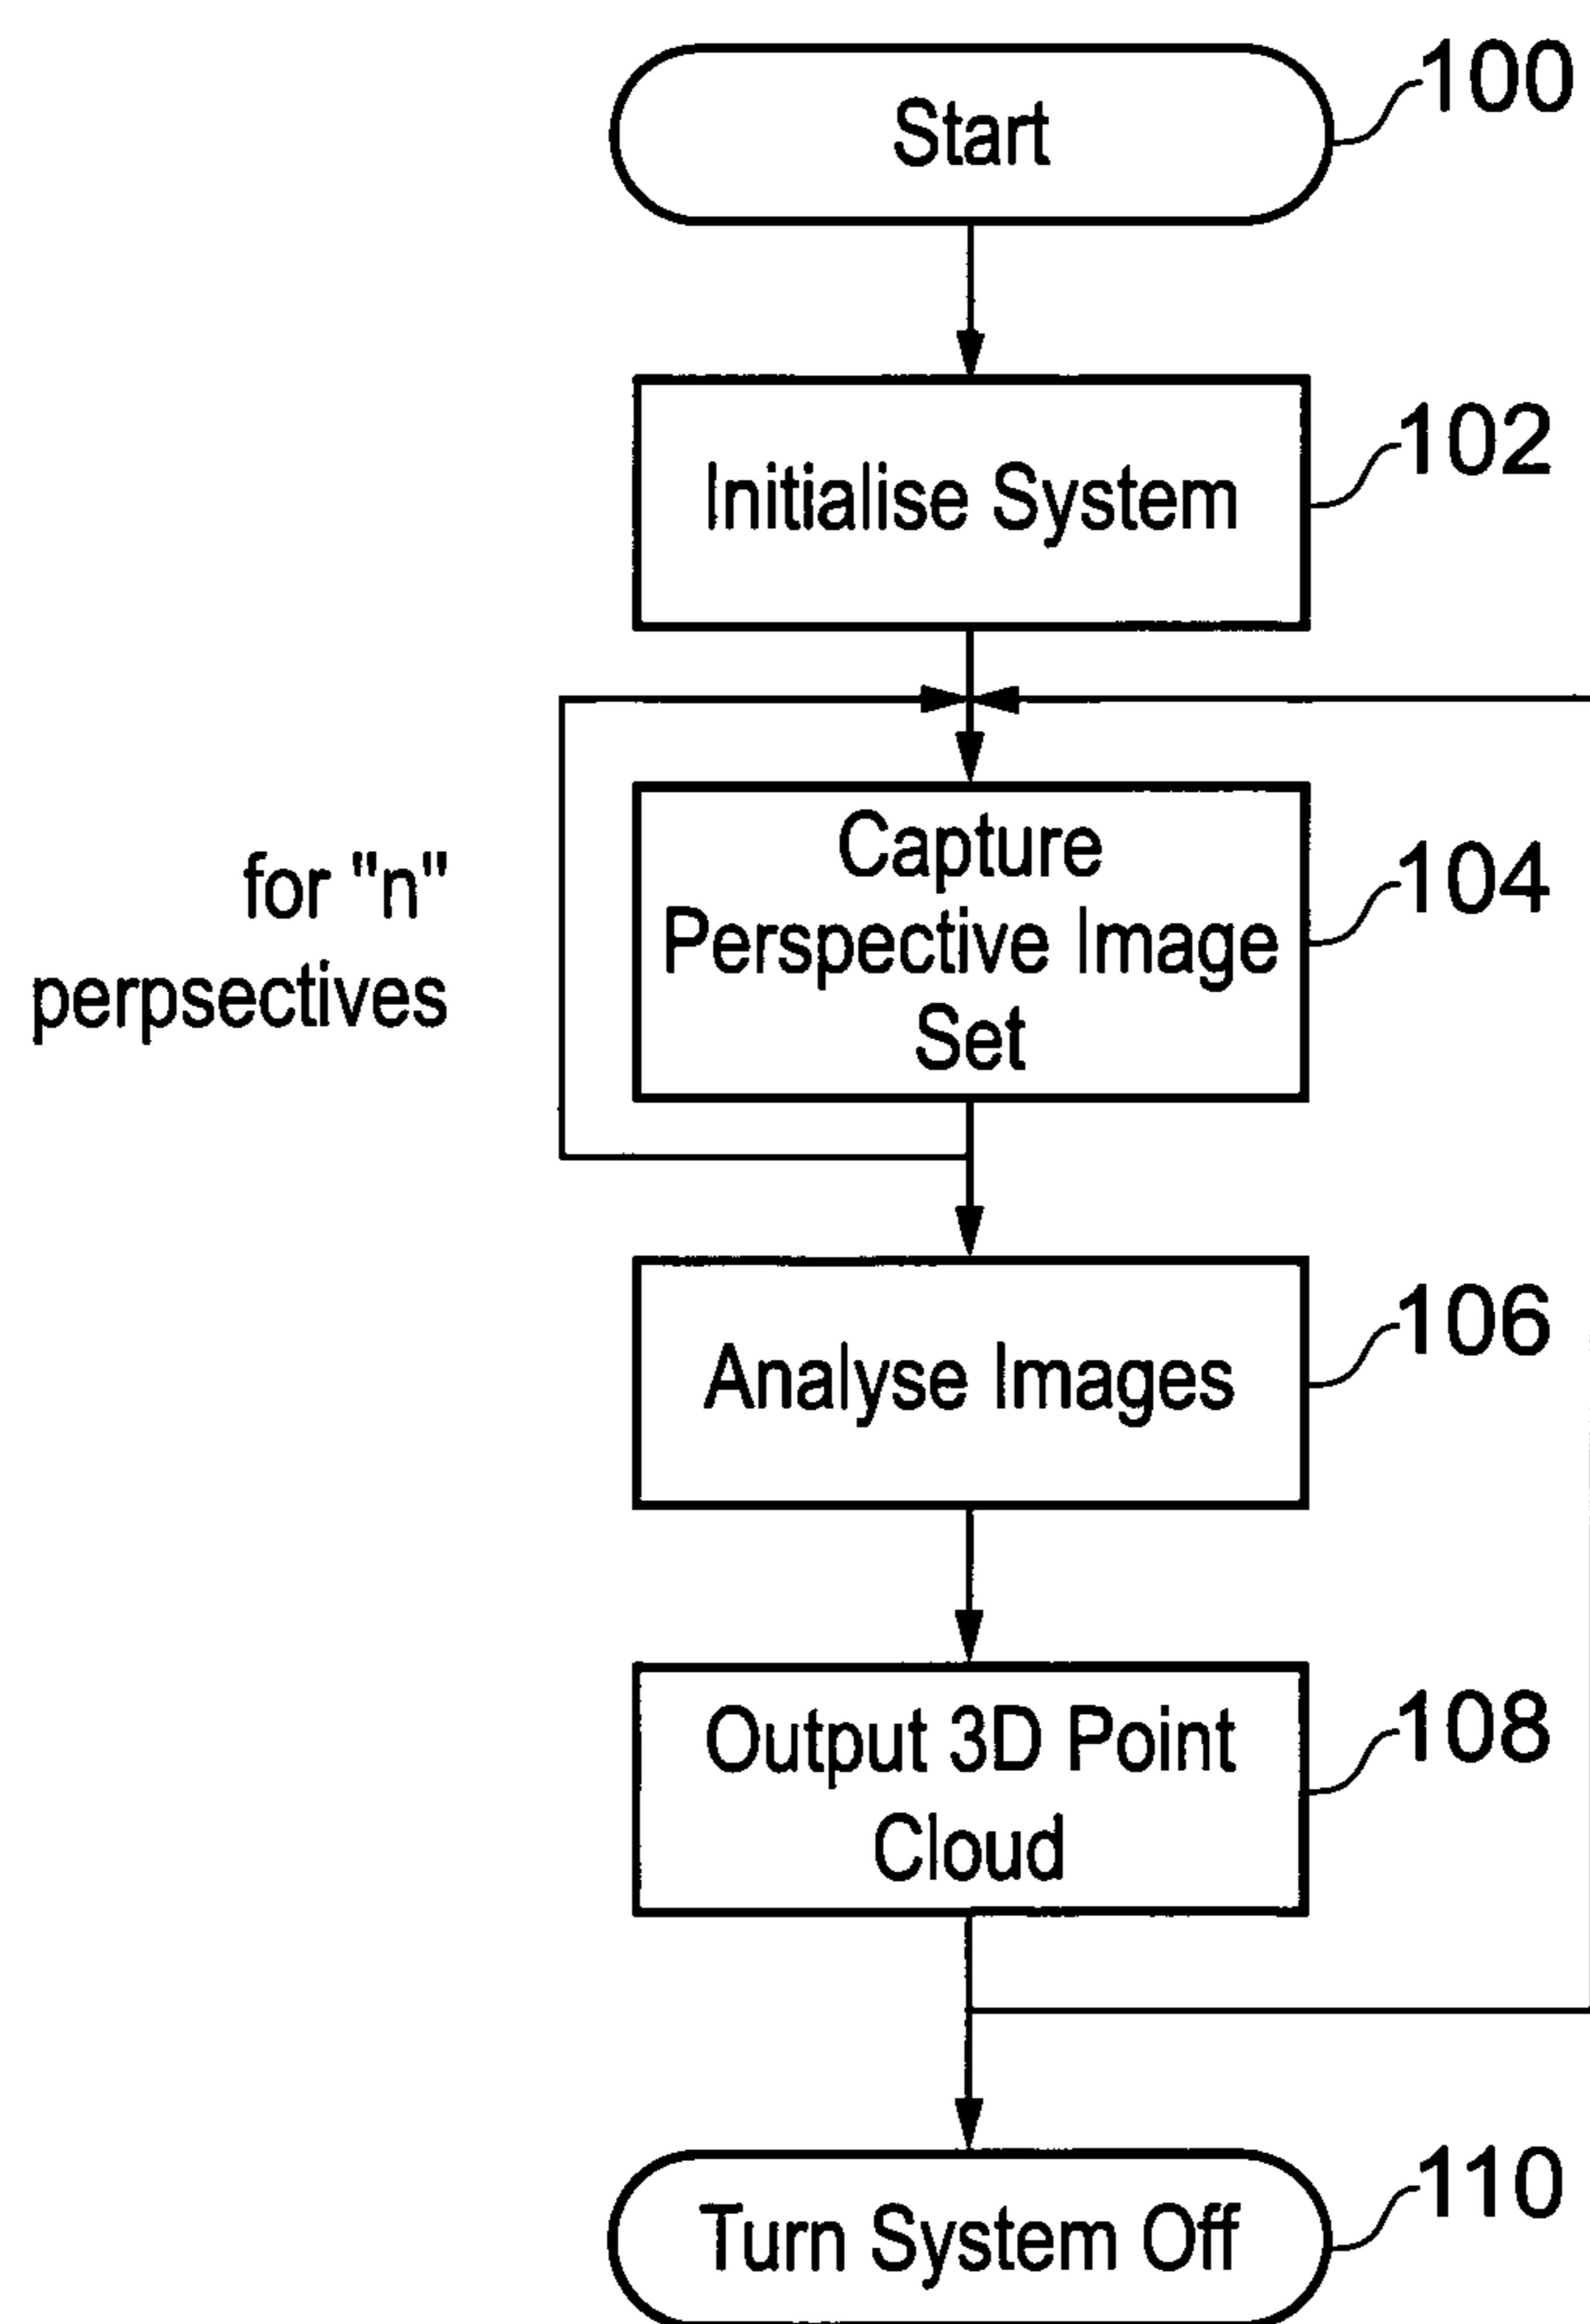 Start
100
Initialise System
102
for "n"
perpsectives
Capture
Perspective Image
Set
104
Analyse Images
106
Output 3D Point
Cloud
108
Turn System Off
110